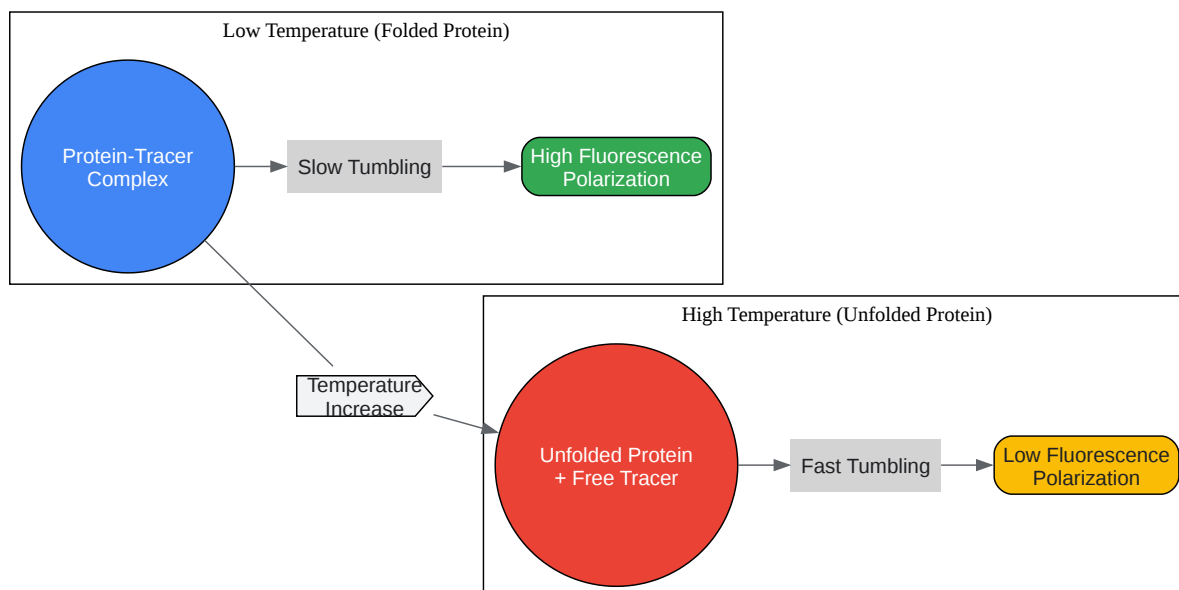 Low Temperature (Folded Protein)
Protein-Tracer
Complex
Slow Tumbling
High Fluorescence
Polarization
Temperature
Increase
High Temperature (Unfolded Protein)
Unfolded Protein
+ Free Tracer
Fast Tumbling
Low Fluorescence
Polarization